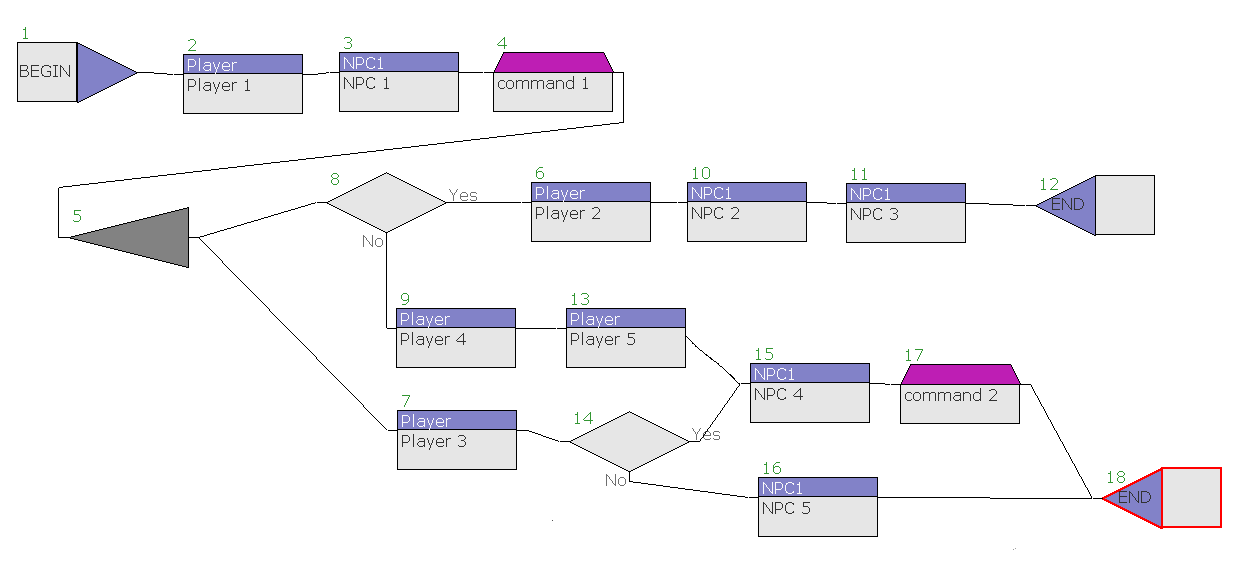 1
BEGIN
2
Player
Player 1
3
NPC1
NPC 1
4
command 1
5
8
Yes
No
6
Player
Player 2
10
NPC1
NPC 2
11
NPC1
NPC 3
12
END
9
Player
Player 4
13
Player
Player 5
7
Player
Player 3
14
Yes
No
15
NPC1
NPC 4
17
command 2
16
NPC1
NPC 5
18
END